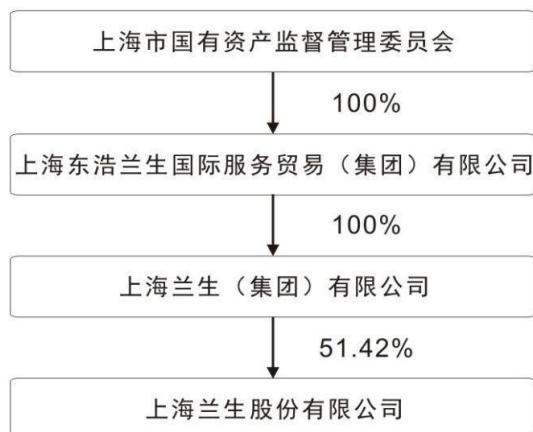 上海市国有资产监督管理委员会
100%
上海东浩兰生国际服务贸易（集团）有限公司
100%
上海兰生（集团）有限公司
51.42%
上海兰生股份有限公司